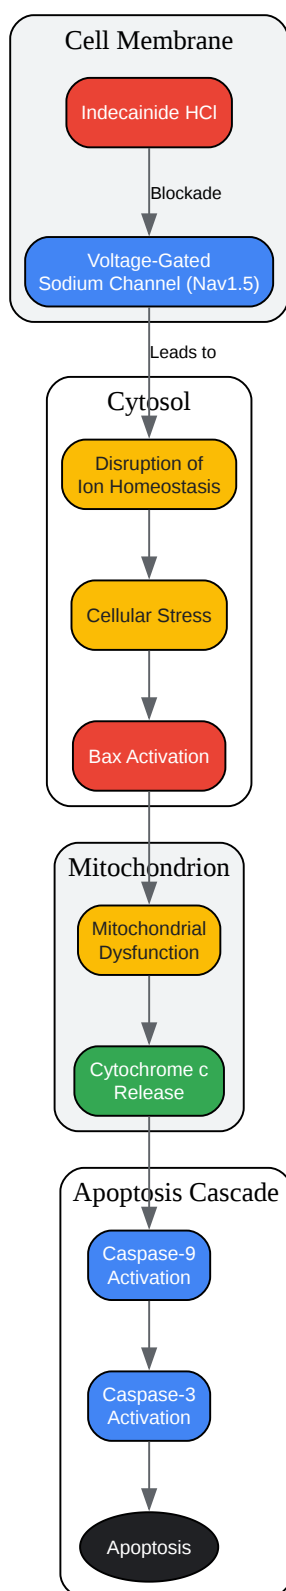 Cell Membrane
Indecainide HCl
Blockade
Voltage-Gated
Sodium Channel (Nav1.5)
Leads to
Cytosol
Disruption of
Ion Homeostasis
Cellular Stress
Bax Activation
Mitochondrion
Mitochondrial
Dysfunction
Cytochrome c
Release
Apoptosis Cascade
Caspase-9
Activation
Caspase-3
Activation
Apoptosis